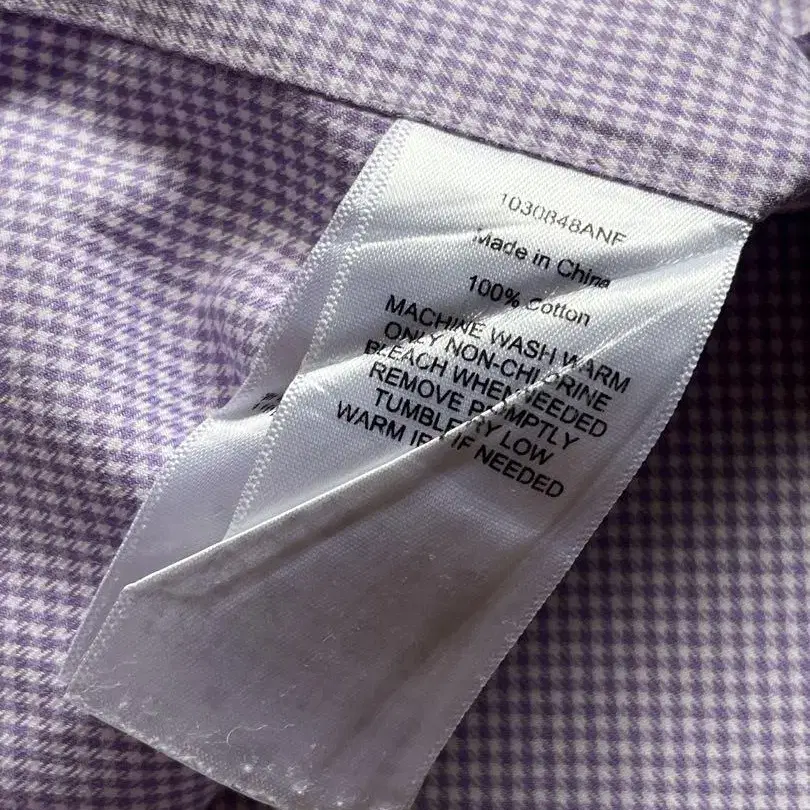 1030B48ANF
Made in China
100% Cotton
MACHINE WASH WARM
ONLY NON-CHLORINE
BLEACH WHEN NEEDED
REMOVE PROMPTLY
TUMBLE DRY LOW
WARM IRON IF NEEDED